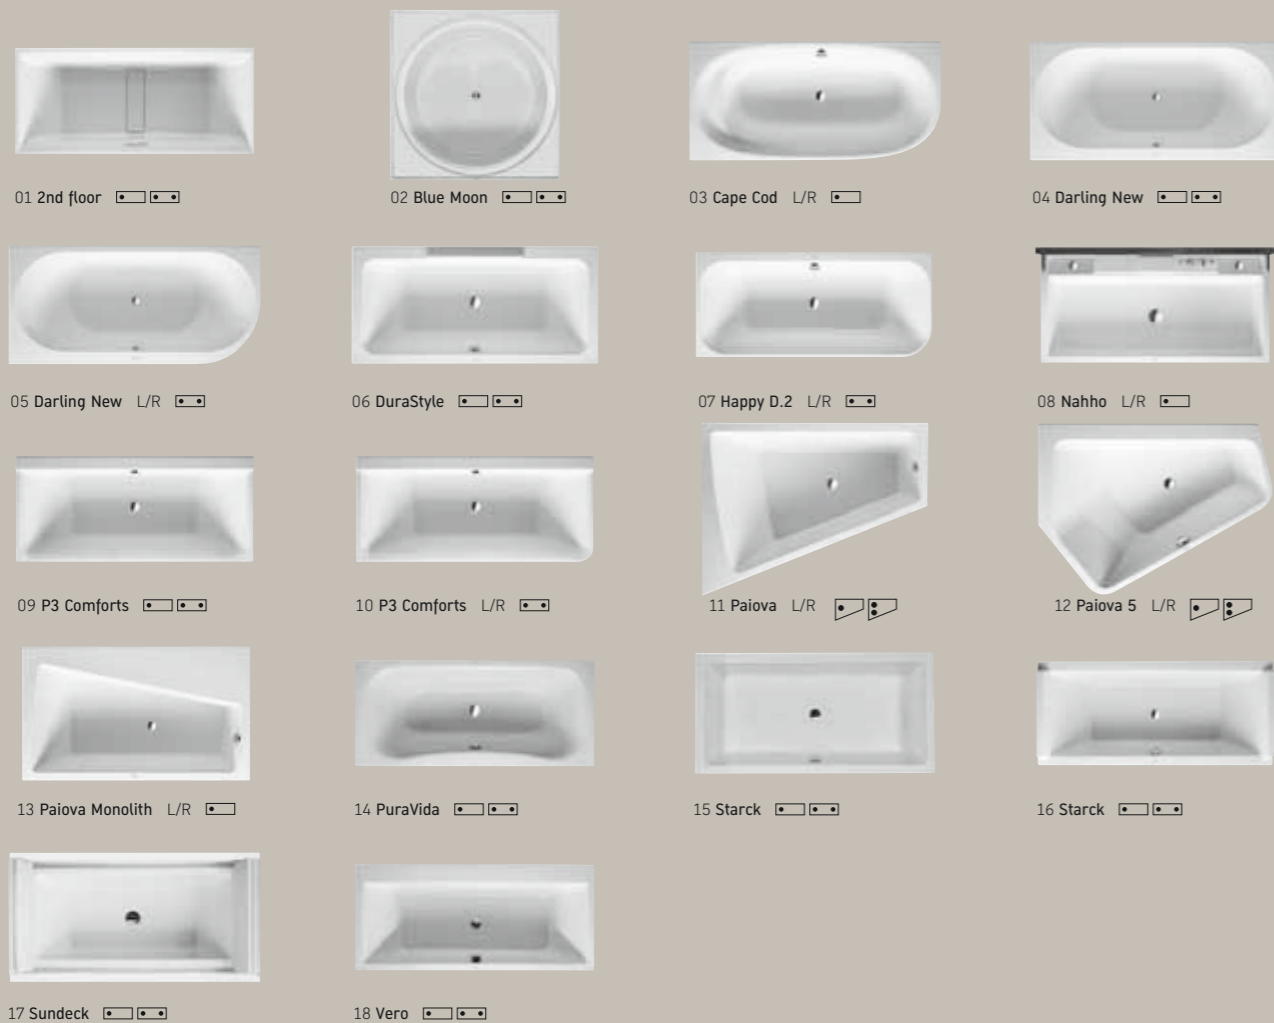 01 2nd floor
02 Blue Moon
03 Cape Cod L/R
04 Darling New
05 Darling New L/R
06 DuraStyle
07 Happy D.2 L/R
08 Nahho L/R
09 P3 Comforts
10 P3 Comforts L/R
11 Paiova L/R
12 Paiova 5 L/R
13 Paiova Monolith L/R
14 PuraVida
15 Starck
16 Starck
17 Sundeck
18 Vero